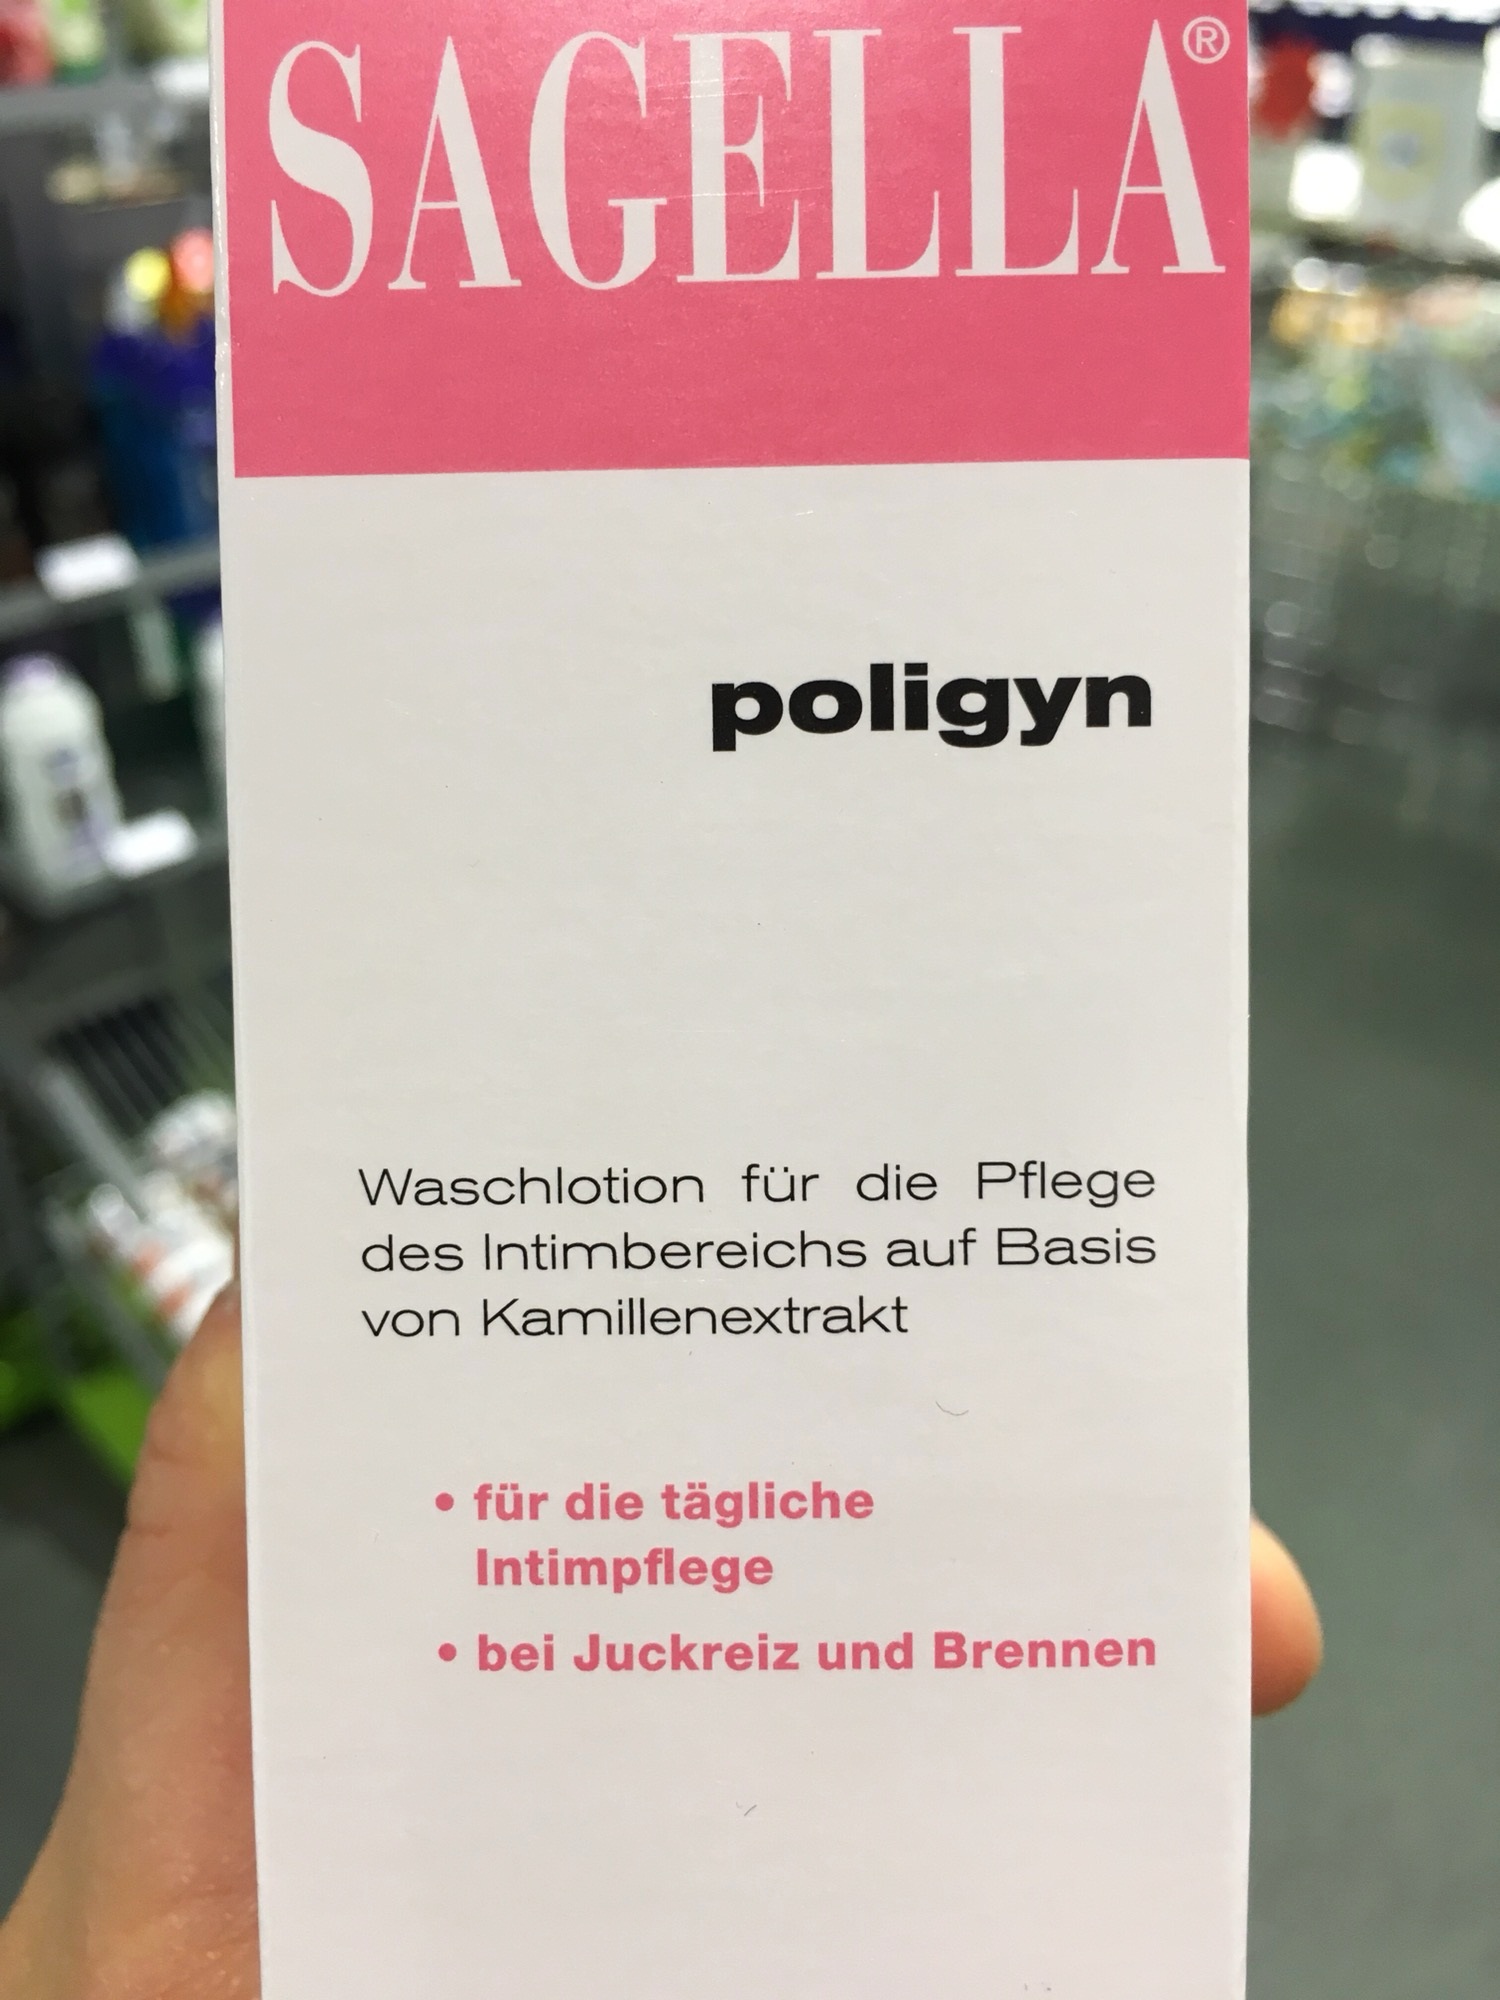 SAGELLA®
poligyn
Waschlotion für die Pflege
des Intimbereichs auf Basis
von Kamillenextrakt
• für die tägliche
Intimpflege
• bei Juckreiz und Brennen